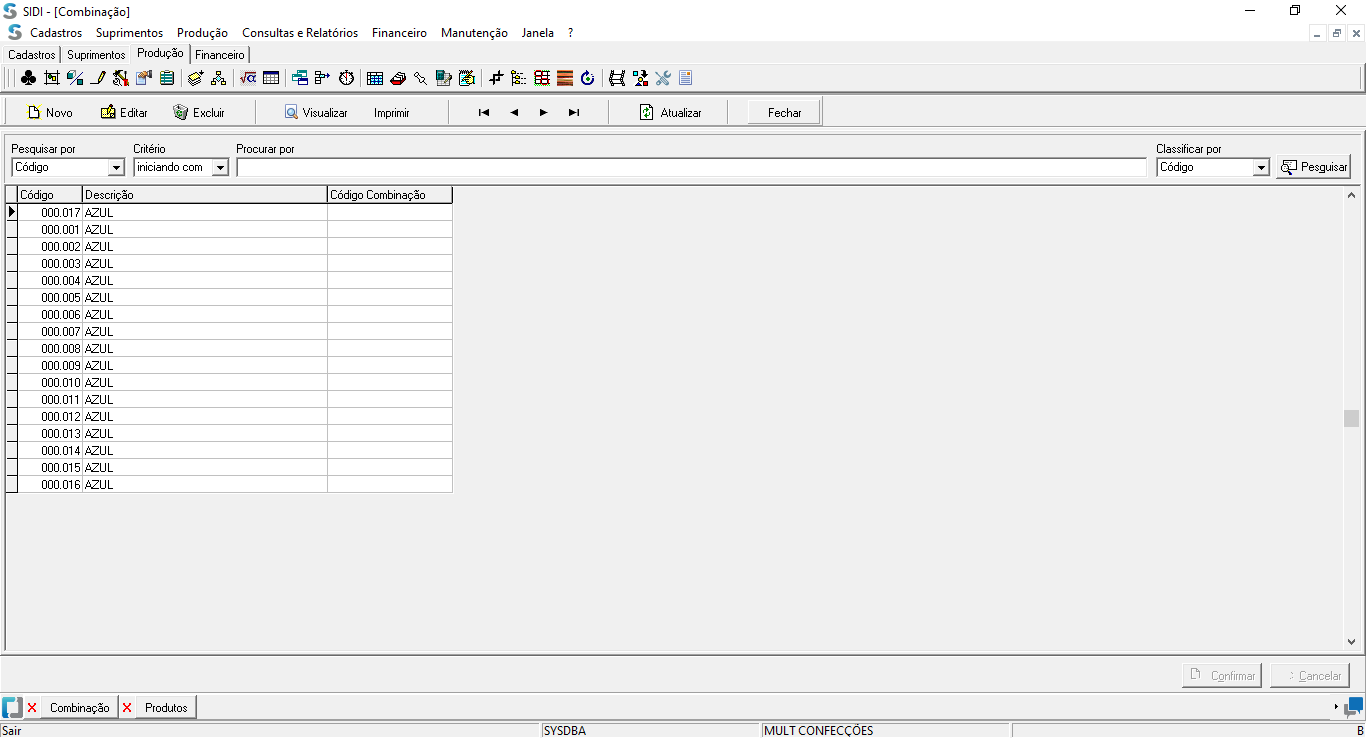 SIDI - [Combinação]
Cadastros Suprimentos Produção Consultas e Relatórios Financeiro Manutenção Janela ?
Cadastros Suprimentos Produção Financeiro
Novo Editar Excluir Visualizar Imprimir Atualizar Fechar
Pesquisar por Critério Procurar por Classificar por
Código iniciando com Código Pesquisar
Código Descrição Código Combinação
000.017 AZUL
000.001 AZUL
000.002 AZUL
000.003 AZUL
000.004 AZUL
000.005 AZUL
000.006 AZUL
000.007 AZUL
000.008 AZUL
000.009 AZUL
000.010 AZUL
000.011 AZUL
000.012 AZUL
000.013 AZUL
000.014 AZUL
000.015 AZUL
000.016 AZUL
Confirmar Cancelar
Combinação Produtos
Sair SYSDBA MULT CONFECÇÕES B